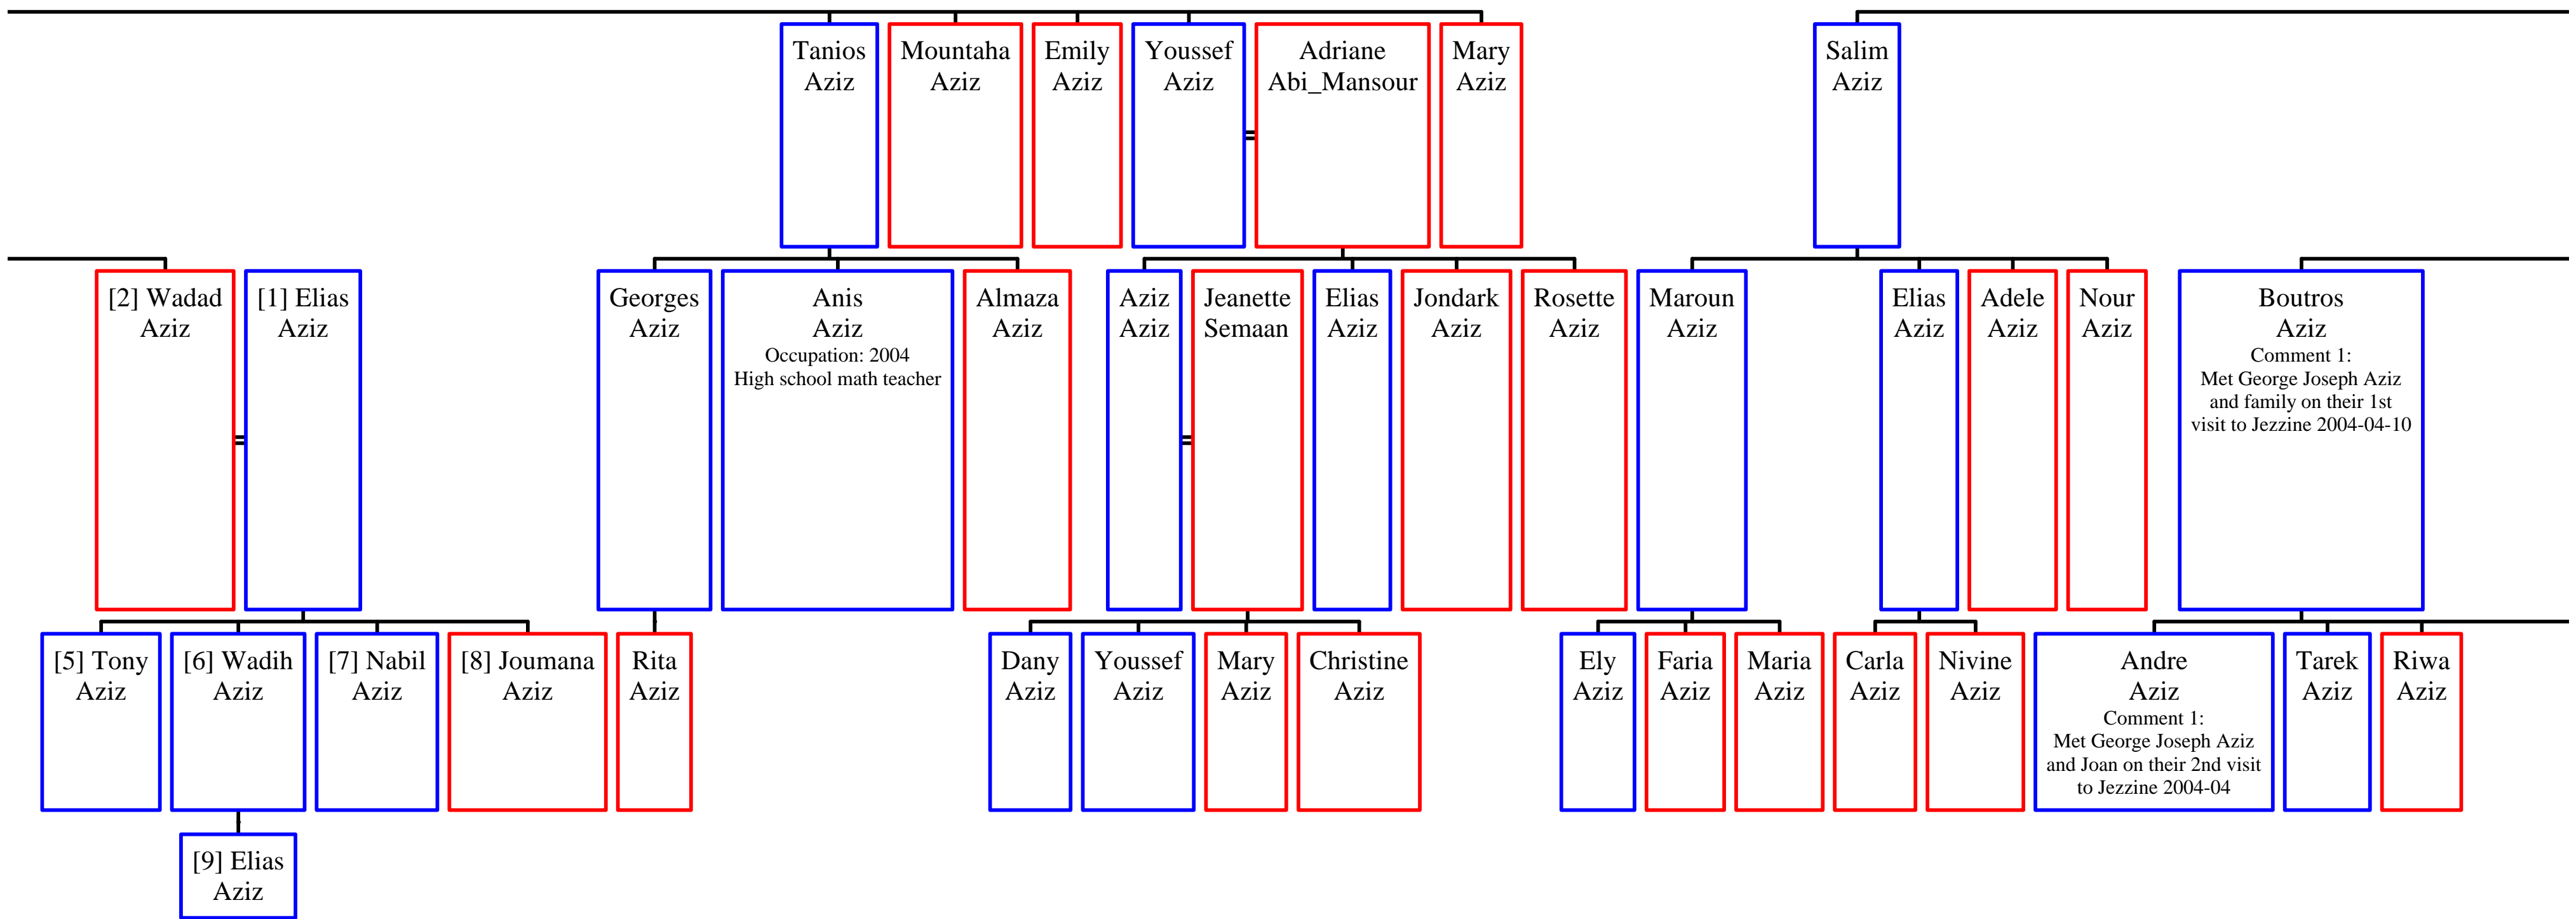 Tanios
Aziz
Mountaha
Aziz
Emily
Aziz
Youssef
Aziz
Adriane
Abi_Mansour
Mary
Aziz
Salim
Aziz
[2] Wadad
Aziz
[1] Elias
Aziz
Georges
Aziz
Anis
Aziz
Occupation: 2004
High school math teacher
Almaza
Aziz
Aziz
Aziz
Jeanette
Semaan
Elias
Aziz
Jondark
Aziz
Rosette
Aziz
Maroun
Aziz
Elias
Aziz
Adele
Aziz
Nour
Aziz
Boutros
Aziz
Comment 1:
Met George Joseph Aziz
and family on their 1st
visit to Jezzine 2004-04-10
[5] Tony
Aziz
[6] Wadih
Aziz
[7] Nabil
Aziz
[8] Joumana
Aziz
Rita
Aziz
Dany
Aziz
Youssef
Aziz
Mary
Aziz
Christine
Aziz
Ely
Aziz
Faria
Aziz
Maria
Aziz
Carla
Aziz
Nivine
Aziz
Andre
Aziz
Comment 1:
Met George Joseph Aziz
and Joan on their 2nd visit
to Jezzine 2004-04
Tarek
Aziz
Riwa
Aziz
[9] Elias
Aziz